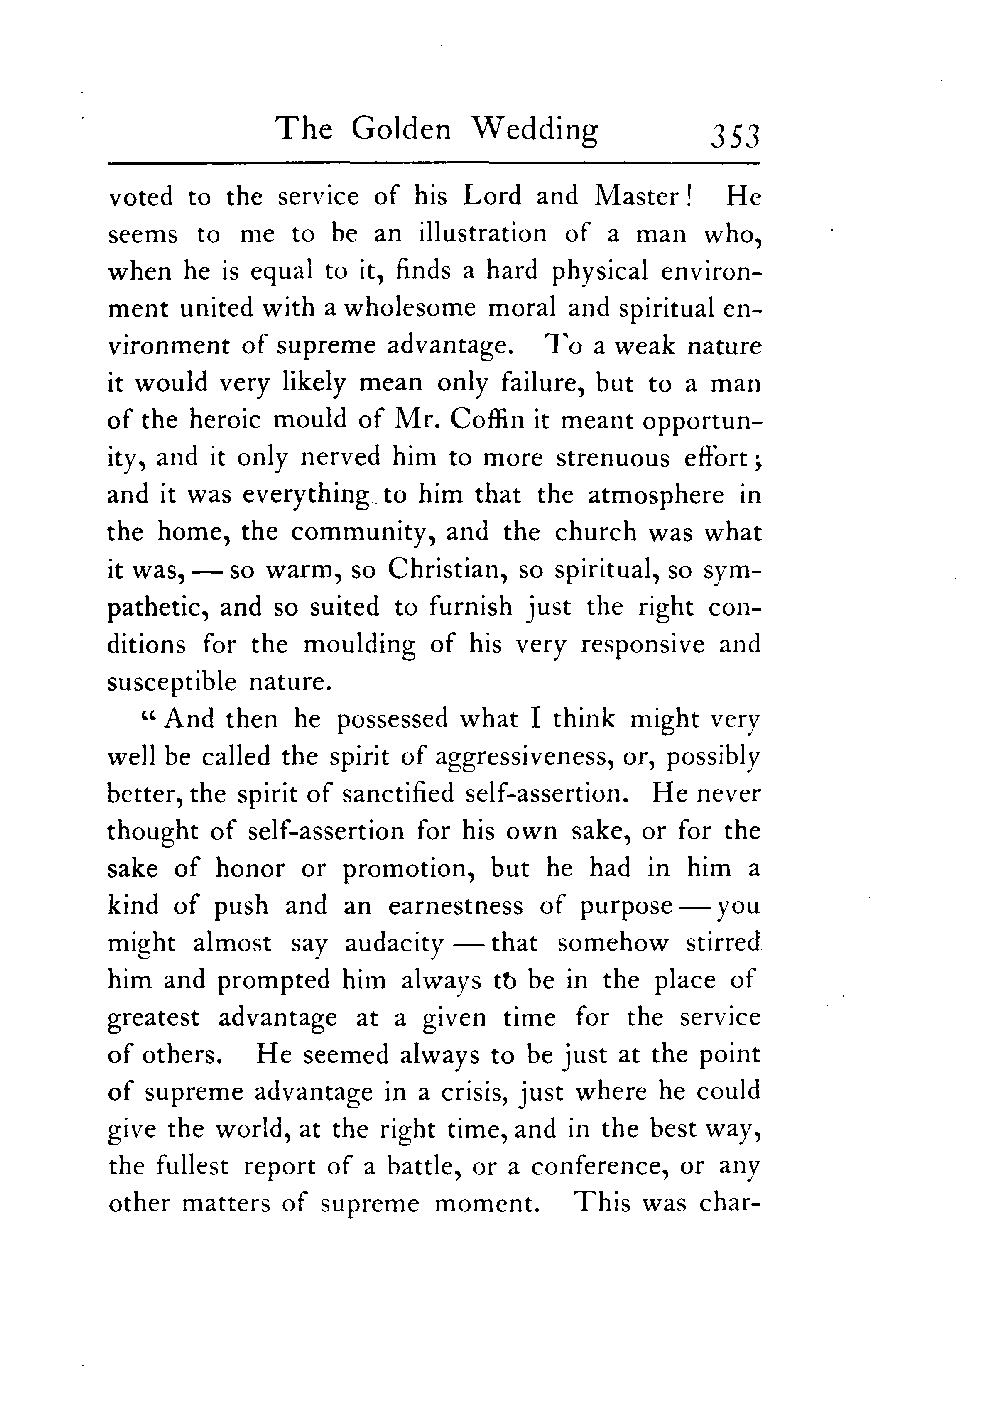 The Golden Wedding 353
voted to the service of his Lord and Master! He
seems to me to be an illustration of a man who,
when he is equal to it, finds a hard physical environ-
ment united with a wholesome moral and spiritual en-
vironment of supreme advantage. To a weak nature
it would very likely mean only failure, but to a man
of the heroic mould of Mr. Coffin it meant opportun-
ity, and it only nerved him to more strenuous effort;
and it was everything to him that the atmosphere in
the home, the community, and the church was what
it was, — so warm, so Christian, so spiritual, so sym-
pathetic, and so suited to furnish just the right con-
ditions for the moulding of his very responsive and
susceptible nature.
“ And then he possessed what I think might very
well be called the spirit of aggressiveness, or, possibly
better, the spirit of sanctified self-assertion. He never
thought of self-assertion for his own sake, or for the
sake of honor or promotion, but he had in him a
kind of push and an earnestness of purpose — you
might almost say audacity — that somehow stirred
him and prompted him always to be in the place of
greatest advantage at a given time for the service
of others. He seemed always to be just at the point
of supreme advantage in a crisis, just where he could
give the world, at the right time, and in the best way,
the fullest report of a battle, or a conference, or any
other matters of supreme moment. This was char-